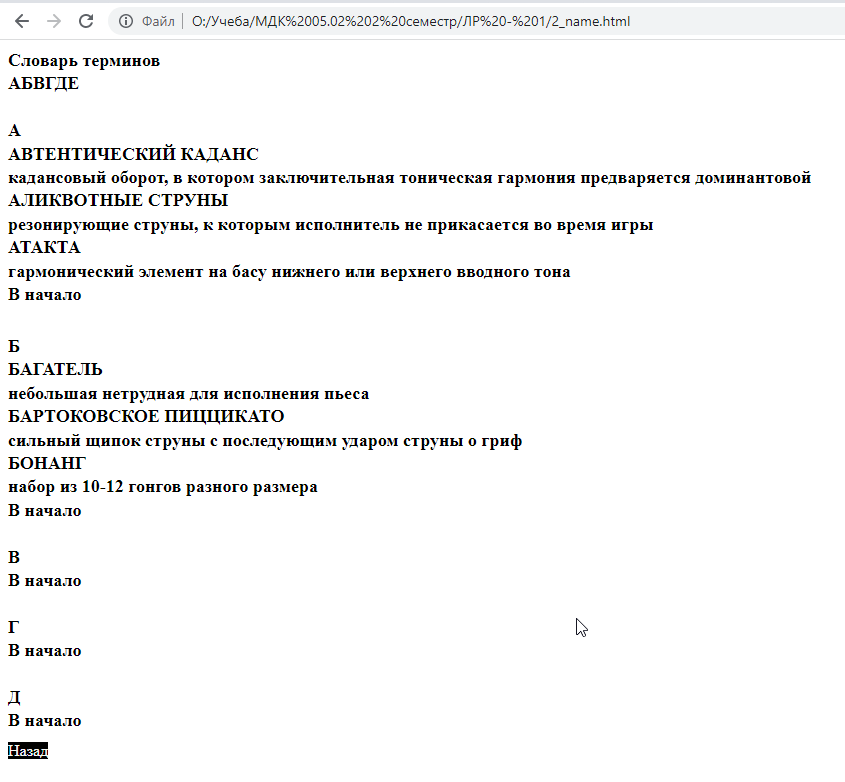 Файл | O:/Учеба/МДК%2005.02%202%20семестр/ЛР%20-%201/2_name.html
Словарь терминов
АБВГДЕ
А
АВТЕНТИЧЕСКИЙ КАДАНС
кадансовый оборот, в котором заключительная тоническая гармония предваряется доминантовой
АЛИКВОТНЫЕ СТРУНЫ
резонирующие струны, к которым исполнитель не прикасается во время игры
АТАКТА
гармонический элемент на басу нижнего или верхнего вводного тона
В начало
Б
БАГАТЕЛЬ
небольшая нетрудная для исполнения пьеса
БАРТОКОВСКОЕ ПИЦЦИКАТО
сильный щипок струны с последующим ударом струны о гриф
БОНАНГ
набор из 10-12 гонгов разного размера
В начало
В
В начало
Г
В начало
Д
В начало
Назад